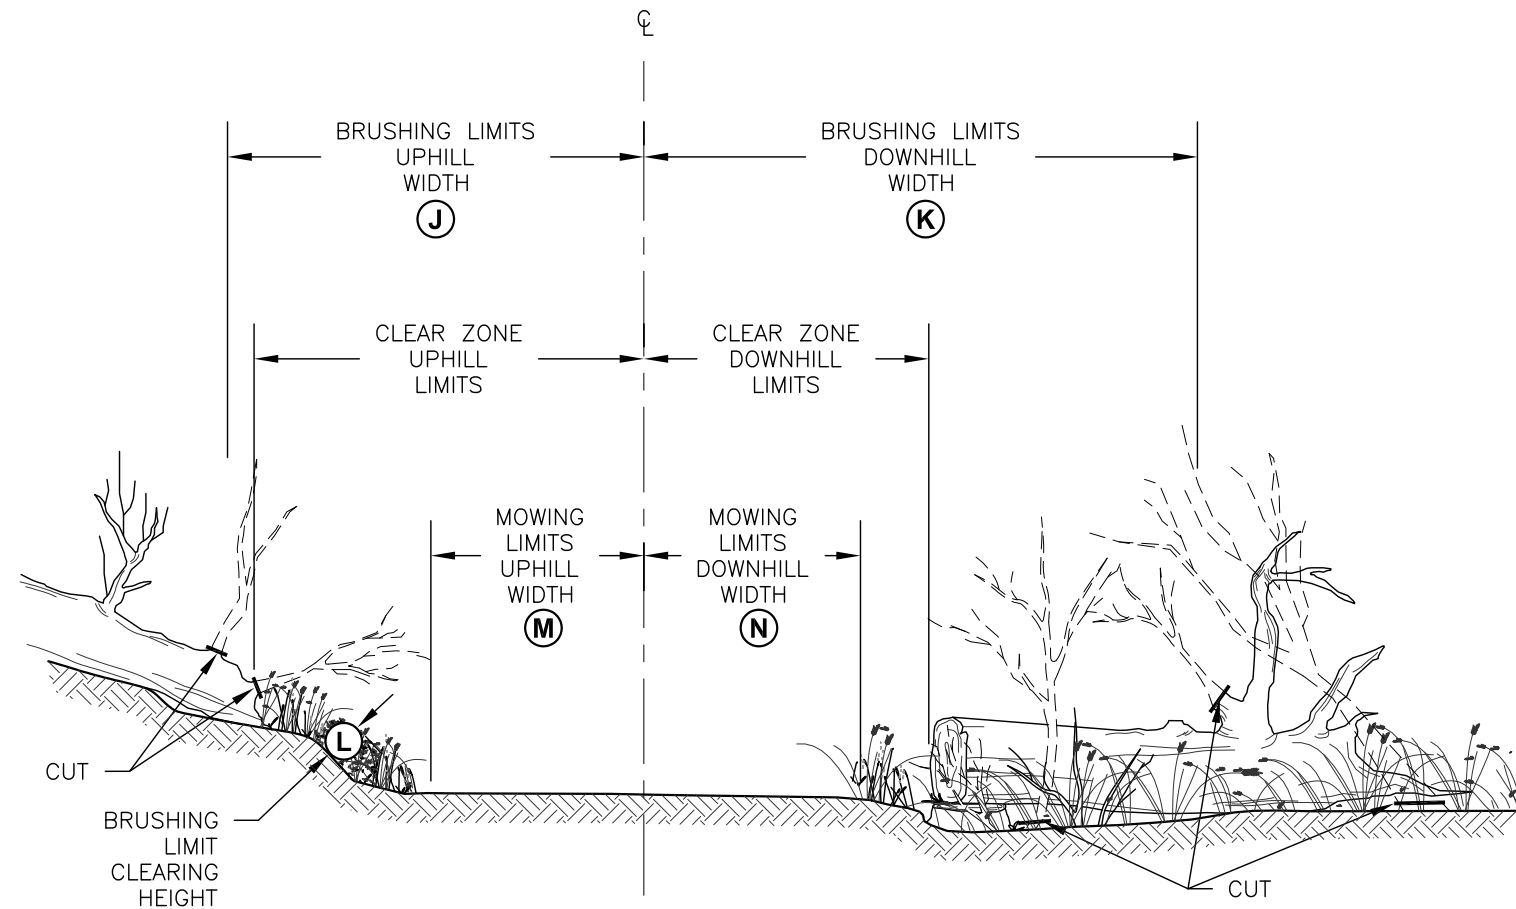 ℄
BRUSHING LIMITS
UPHILL
WIDTH
J
BRUSHING LIMITS
DOWNHILL
WIDTH
K
CLEAR ZONE
UPHILL
LIMITS
CLEAR ZONE
DOWNHILL
LIMITS
MOWING
LIMITS
UPHILL
WIDTH
M
MOWING
LIMITS
DOWNHILL
WIDTH
N
L
CUT
BRUSHING
LIMIT
CLEARING
HEIGHT
CUT